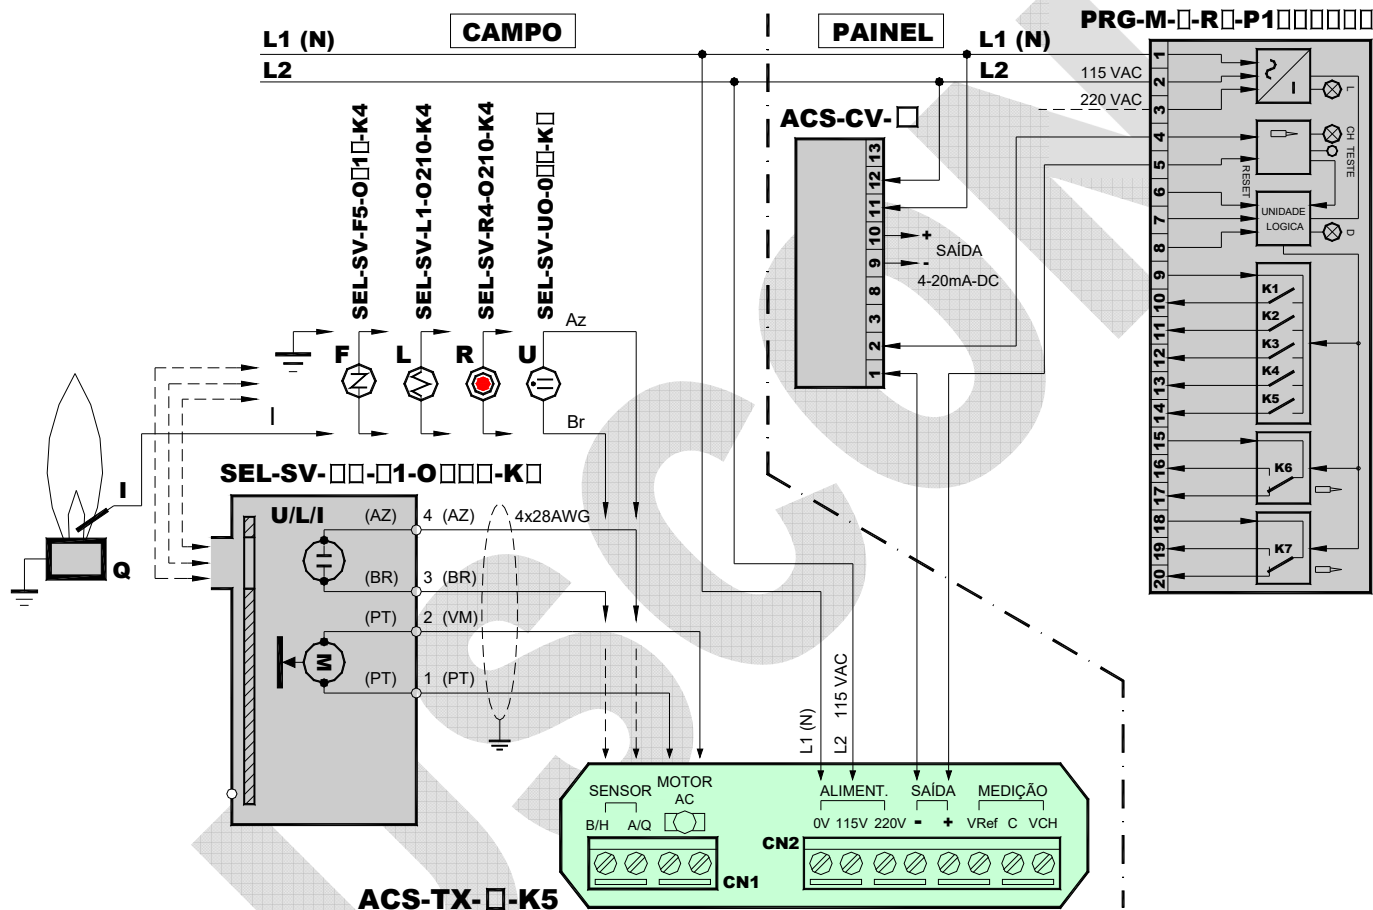 CAMPO
PAINEL
PRG-M-□-R□-P1□□□□□□
L1 (N)
L2
L1 (N)
L2
115 VAC
220 VAC
ACS-CV-□
SEL-SV-F5-O□1□-K4
SEL-SV-L1-O210-K4
SEL-SV-R4-O210-K4
SEL-SV-UO-0□□-K□
13
12
11
10
9
8
3
2
1
+
SAÍDA
-
4-20mA-DC
1
2
3
4
5
6
7
8
9
10
11
12
13
14
15
16
17
18
19
20
L
CH TESTE
RESET
UNIDADE
LOGICA
D
K1
K2
K3
K4
K5
K6
K7
F
L
R
U
Az
Br
I
I
Q
SEL-SV-□□-□1-O□□□-K□
U/L/I
(AZ) 4 (AZ)
4x28AWG
(BR) 3 (BR)
(PT) 2 (VM)
M
(PT) 1 (PT)
L1 (N)
L2 115 VAC
SENSOR
MOTOR
AC
B/H
A/Q
CN1
ALIMENT.
SAÍDA
MEDIÇÃO
0V 115V 220V - + VRef C VCH
CN2
ACS-TX-□-K5
USCON